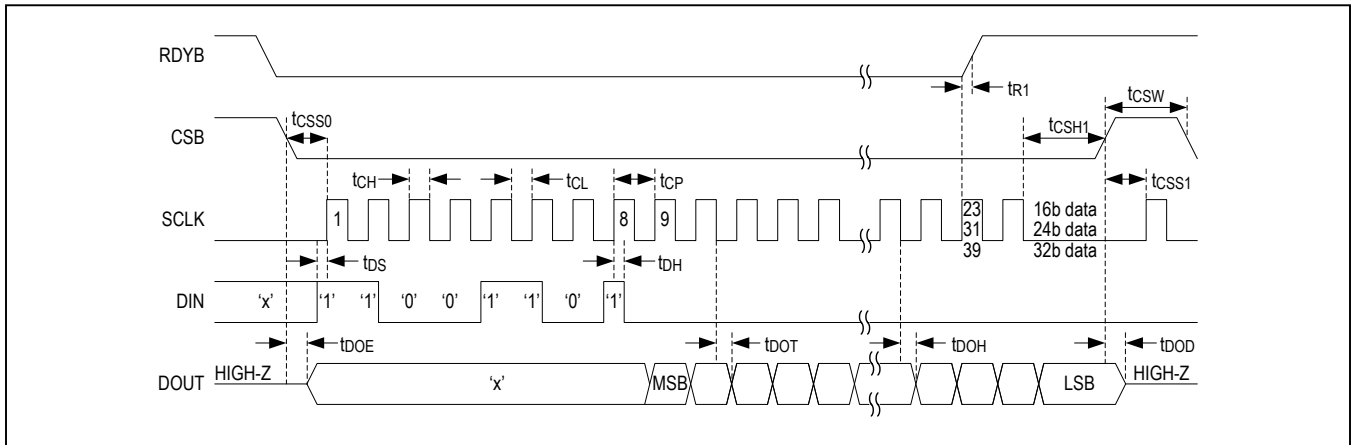 RDYB
tR1
tCSW
tCSS0
tCSH1
CSB
tCH
tCL
tCP
tCSS1
SCLK
1
8
9
23
16b data
31
24b data
39
32b data
tDS
tDH
DIN
‘x’ ‘1’ ‘1’ ‘0’ ‘0’ ‘1’ ‘1’ ‘0’ ‘1’
tDOE
tDOT
tDOH
tDOD
DOUT
HIGH-Z
‘x’
MSB
LSB
HIGH-Z